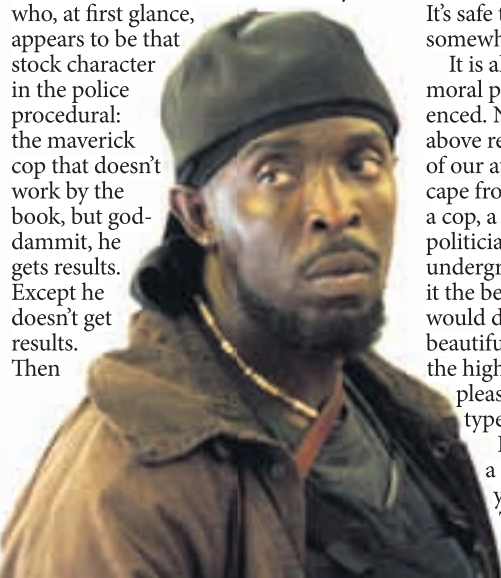 who, at first glance,
appears to be that
stock character
in the police
procedural:
the maverick
cop that doesn't
work by the
book, but god-
dammit, he
gets results.
Except he
doesn't get
results.
Then
It's safe
somewh
It is al
moral p
enced. N
above re
of our
cape fro
a cop, a
politicia
undergr
it the be
would d
beautifu
the high
pleas
type
a
y